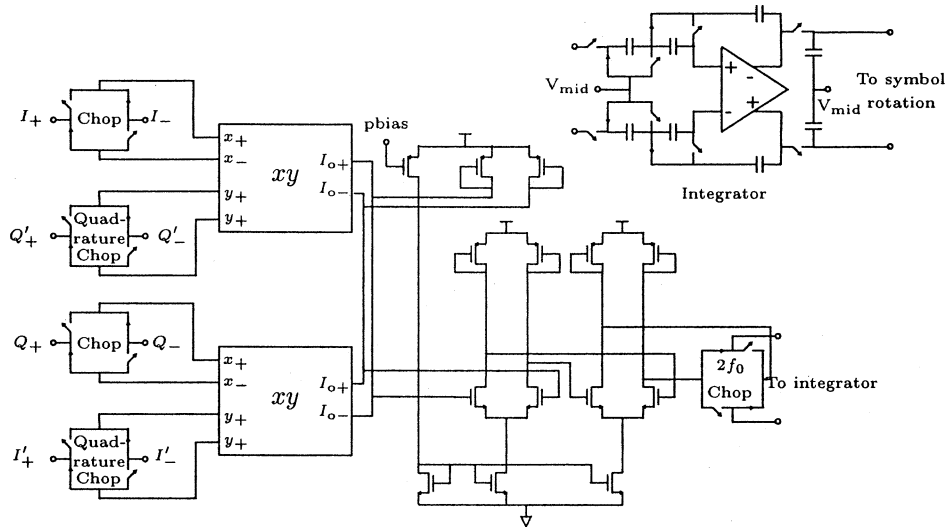 I+
Chop
I−
x+
x−
xy
y+
y+
Io+
Io−
Q′+
Quad-
rature
Chop
Q′−
Q+
Chop
Q−
x+
x−
xy
y+
y+
Io+
Io−
I′+
Quad-
rature
Chop
I′−
pbias
Vmid
+
-
-
+
Vmid
To symbol
rotation
Integrator
2f0
Chop
To integrator